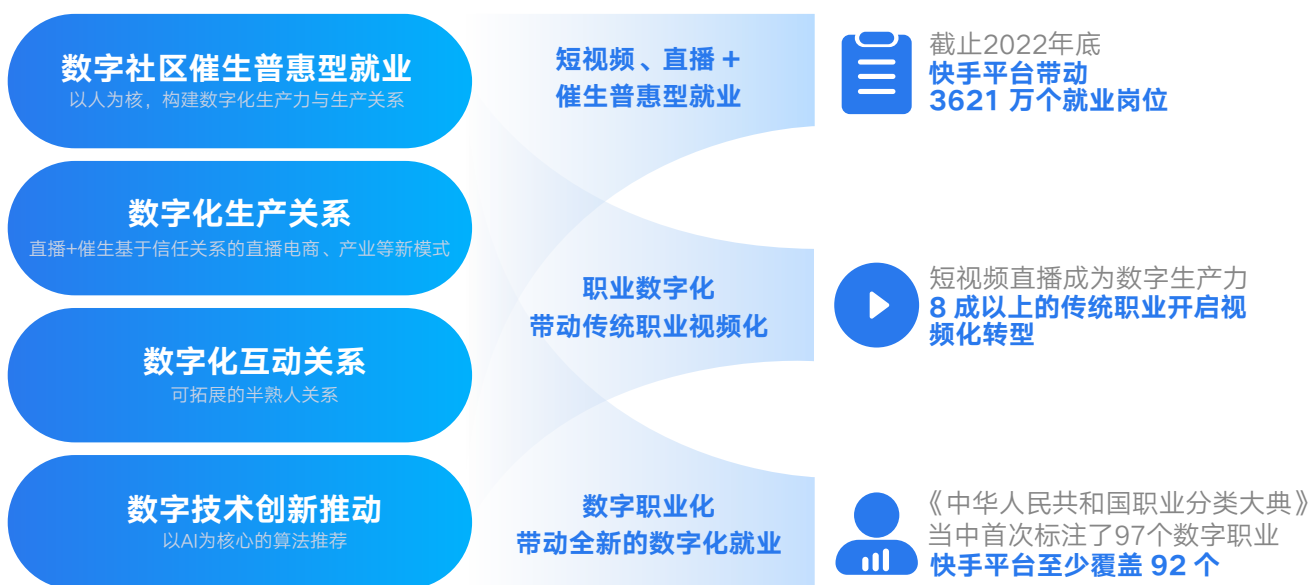 数字社区催生普惠型就业
以人为核，构建数字化生产力与生产关系
数字化生产关系
直播+催生基于信任关系的直播电商、产业等新模式
数字化互动关系
可拓展的半熟人关系
数字技术创新推动
以AI为核心的算法推荐
短视频、直播+
催生普惠型就业
职业数字化
带动传统职业视频化
数字职业化
带动全新的数字化就业
截止2022年底
快手平台带动
3621 万个就业岗位
短视频直播成为数字生产力
8 成以上的传统职业开启视
频化转型
《中华人民共和国职业分类大典》
当中首次标注了97个数字职业
快手平台至少覆盖 92 个